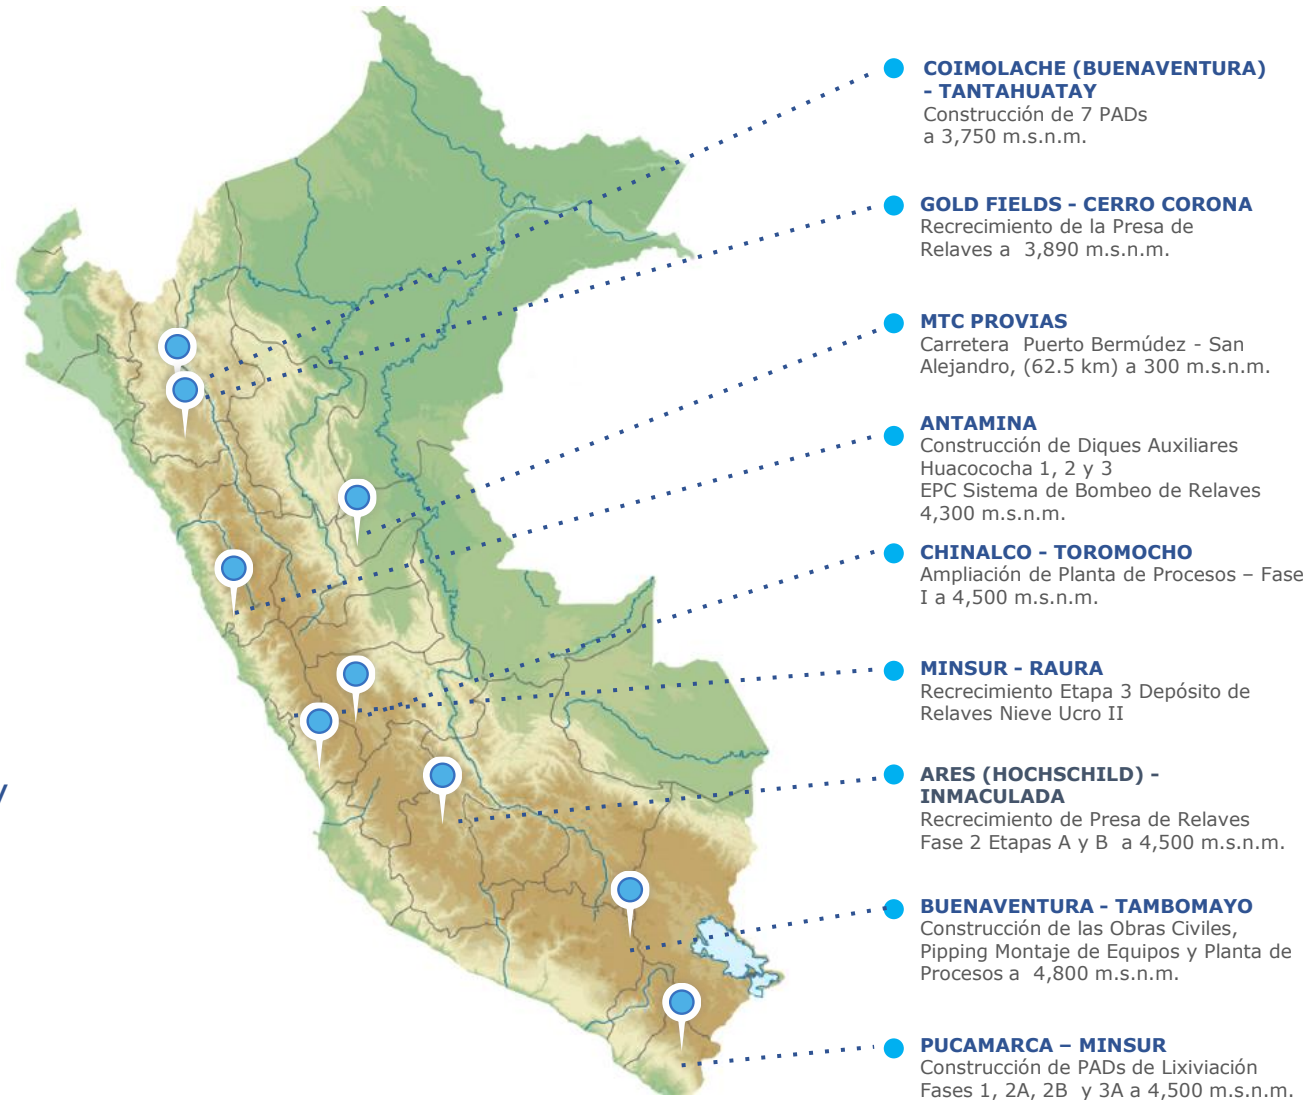 COIMOLACHE (BUENAVENTURA)
- TANTAHUATAY
Construcción de 7 PADs
a 3,750 m.s.n.m.
GOLD FIELDS - CERRO CORONA
Recrecimiento de la Presa de
Relaves a 3,890 m.s.n.m.
MTC PROVIAS
Carretera Puerto Bermúdez - San
Alejandro, (62.5 km) a 300 m.s.n.m.
ANTAMINA
Construcción de Diques Auxiliares
Huacococha 1, 2 y 3
EPC Sistema de Bombeo de Relaves
4,300 m.s.n.m.
CHINALCO - TOROMOCHO
Ampliación de Planta de Procesos – Fase
I a 4,500 m.s.n.m.
MINSUR - RAURA
Recrecimiento Etapa 3 Depósito de
Relaves Nieve Ucro II
ARES (HOCHSCHILD) -
INMACULADA
Recrecimiento de Presa de Relaves
Fase 2 Etapas A y B a 4,500 m.s.n.m.
BUENAVENTURA - TAMBOMAYO
Construcción de las Obras Civiles,
Pipping Montaje de Equipos y Planta de
Procesos a 4,800 m.s.n.m.
PUCAMARCA – MINSUR
Construcción de PADs de Lixiviación
Fases 1, 2A, 2B y 3A a 4,500 m.s.n.m.